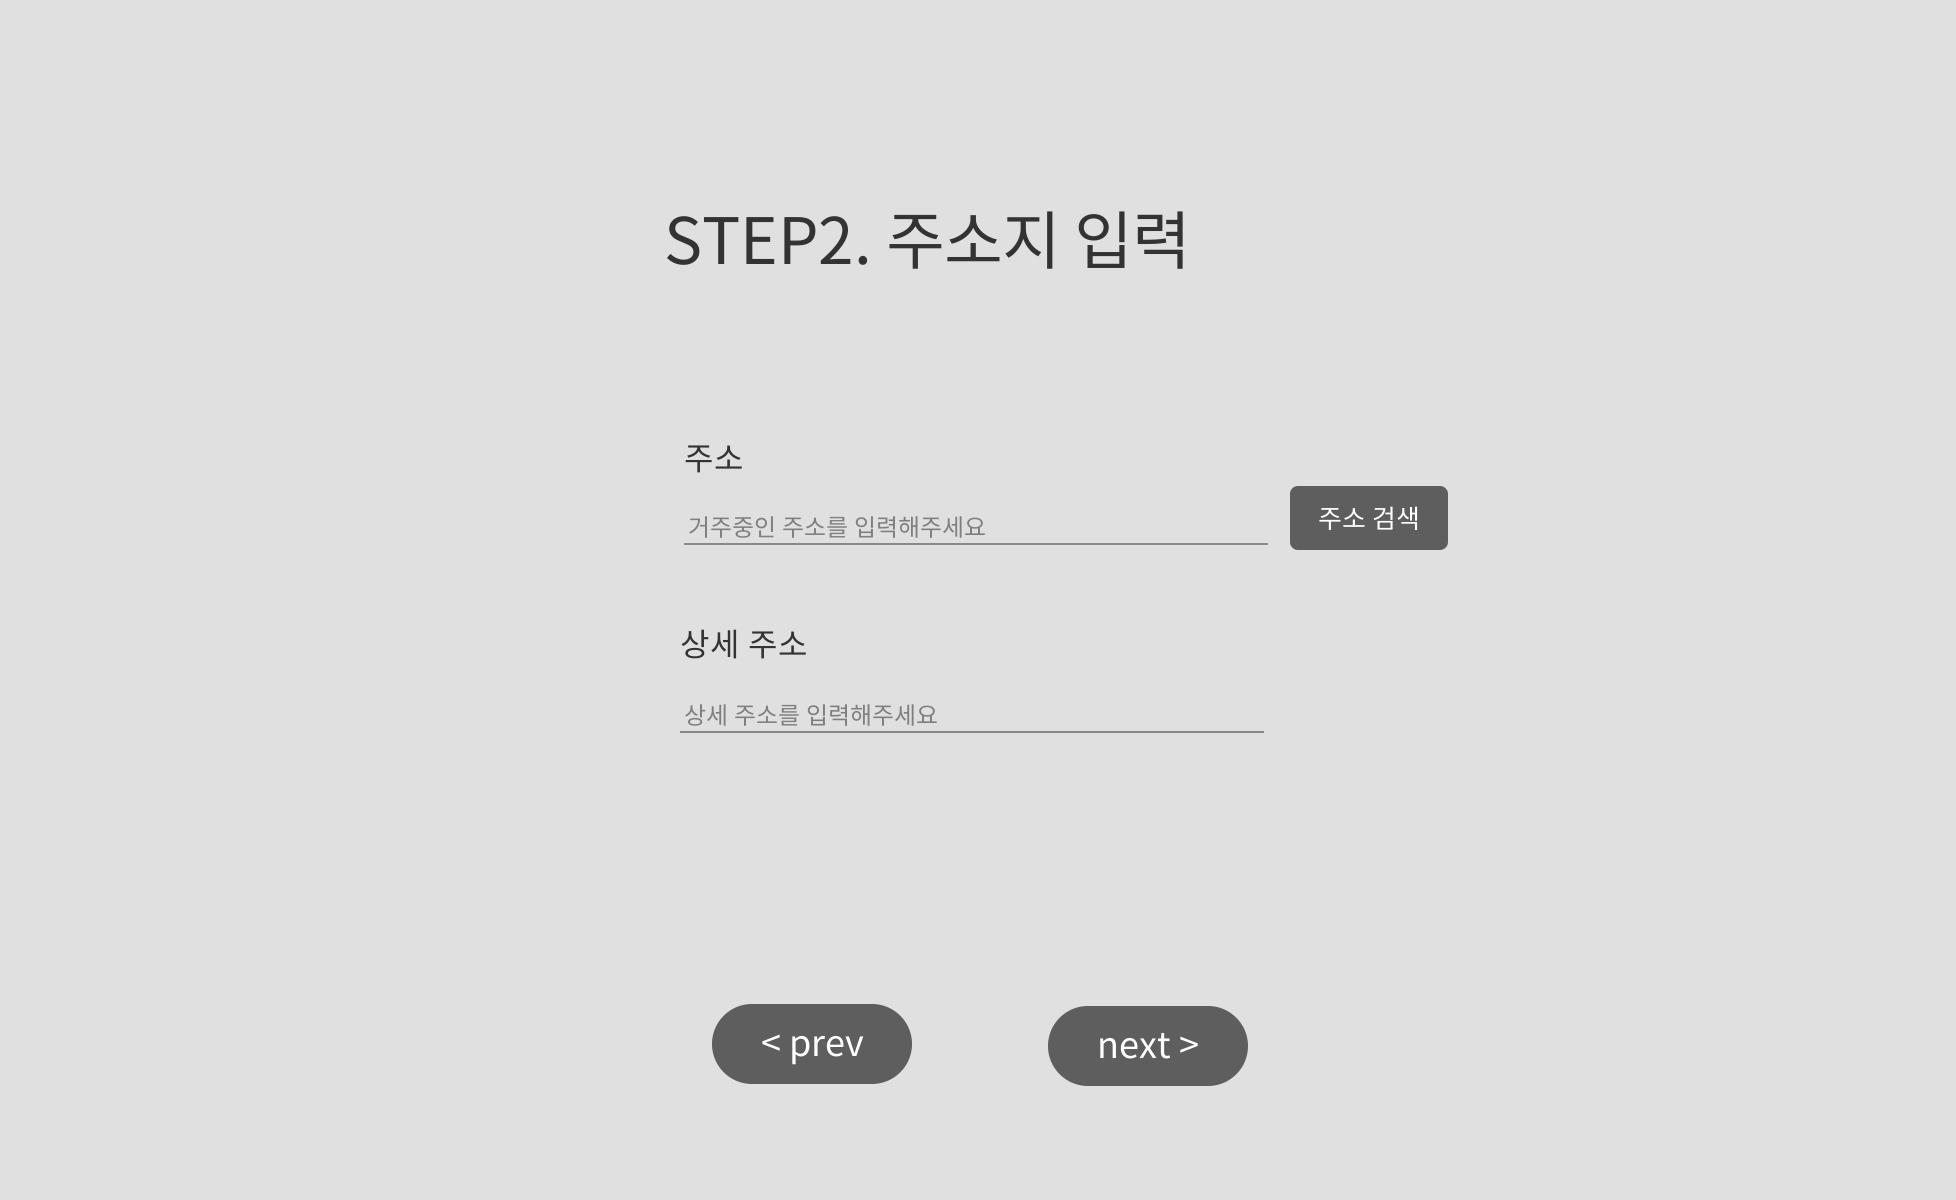 STEP2. 주소지 입력
주소
거주중인 주소를 입력해주세요
주소 검색
상세 주소
상세 주소를 입력해주세요
< prev
next >